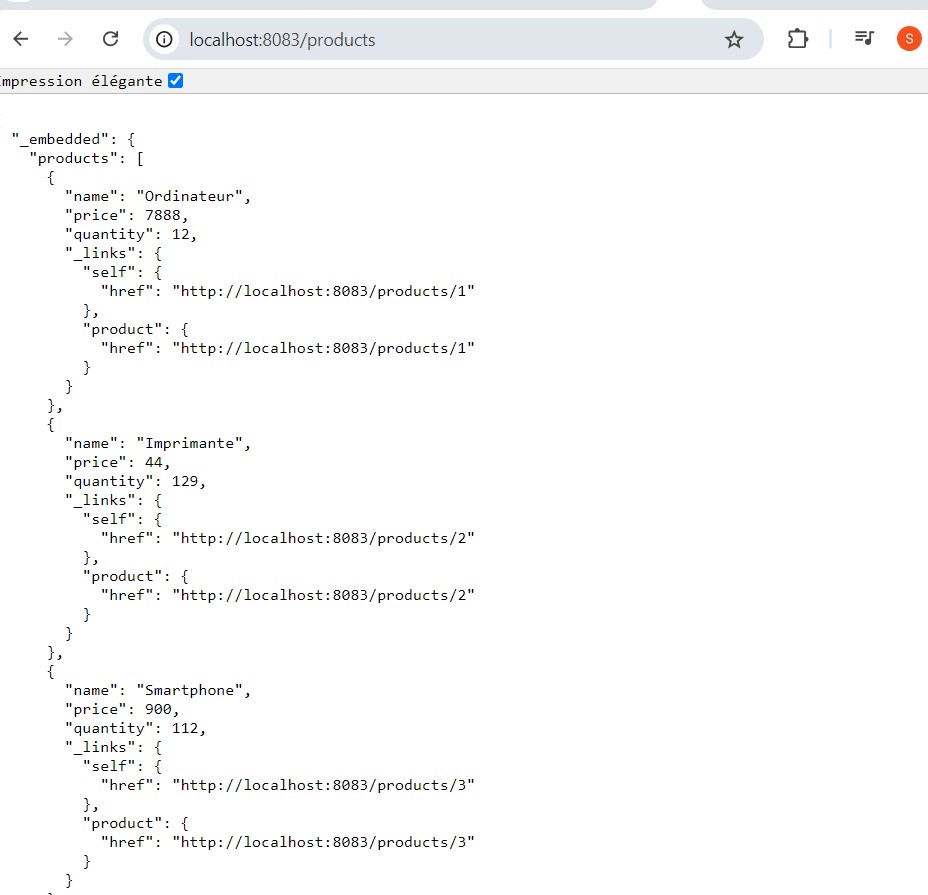 localhost:8083/products
S
mpression élégante
"_embedded": {
"products": [
{
"name": "Ordinateur",
"price": 7888,
"quantity": 12,
"_links": {
"self": {
"href": "http://localhost:8083/products/1"
},
"product": {
"href": "http://localhost:8083/products/1"
}
}
},
{
"name": "Imprimante",
"price": 44,
"quantity": 129,
"_links": {
"self": {
"href": "http://localhost:8083/products/2"
},
"product": {
"href": "http://localhost:8083/products/2"
}
}
},
{
"name": "Smartphone",
"price": 900,
"quantity": 112,
"_links": {
"self": {
"href": "http://localhost:8083/products/3"
},
"product": {
"href": "http://localhost:8083/products/3"
}
}